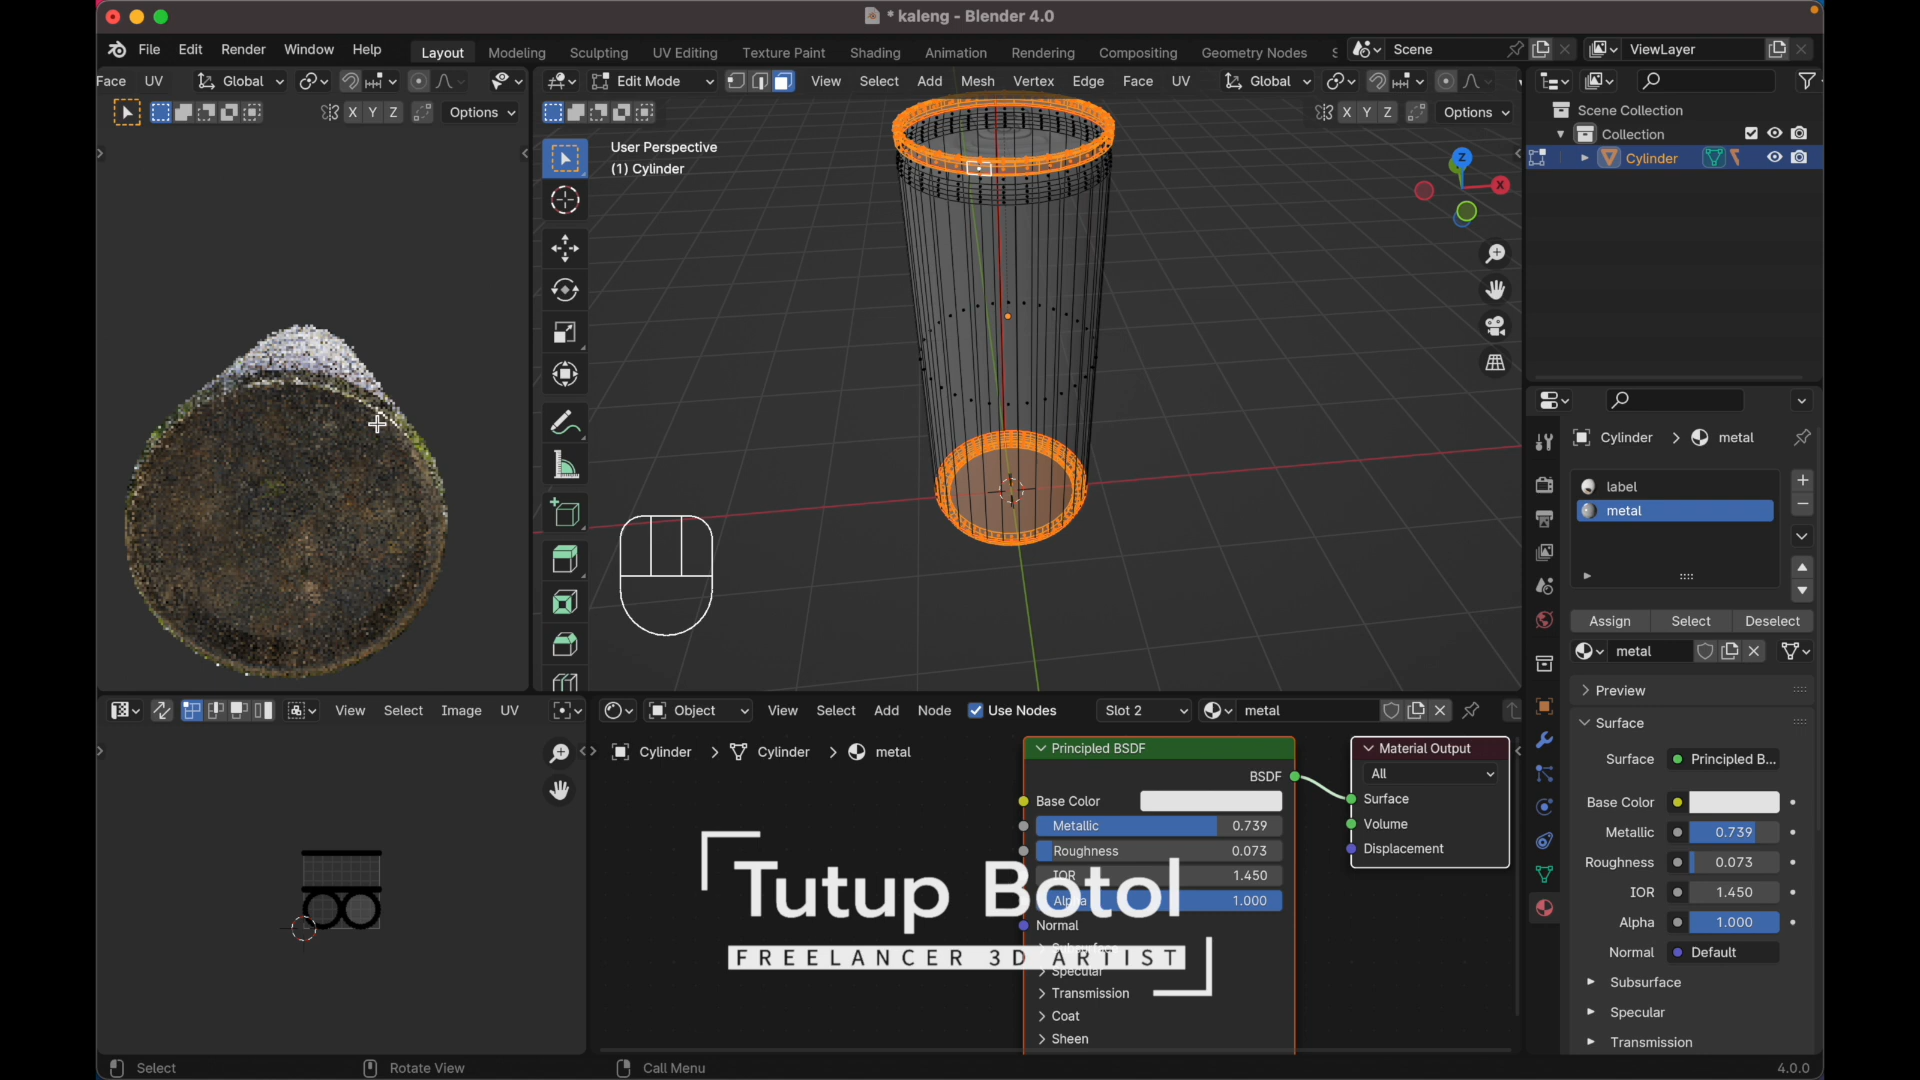 * kaleng - Blender 4.0
File Edit Render Window Help
Layout Modeling Sculpting UV Editing Texture Paint Shading Animation Rendering Compositing Geometry Nodes
Scene ViewLayer
Face UV Global
Edit Mode View Select Add Mesh Vertex Edge Face UV Global
X Y Z Options
X Y Z Options
User Perspective
(1) Cylinder
Z
X
Scene Collection
Collection
Cylinder
Cylinder > metal
label
metal
Assign Select Deselect
metal
Preview
Surface
Surface Principled B...
Base Color
Metallic 0.739
Roughness 0.073
IOR 1.450
Alpha 1.000
Normal Default
Subsurface
Specular
Transmission
View Select Image UV
Object View Select Add Node Use Nodes Slot 2 metal
Cylinder > Cylinder > metal
Principled BSDF
BSDF
Base Color
Metallic 0.739
Roughness 0.073
IOR 1.450
Alpha 1.000
Normal
Subsurface
Specular
Transmission
Coat
Sheen
Material Output
All
Surface
Volume
Displacement
Tutup Botol
FREELANCER 3D ARTIST
Select Rotate View Call Menu 4.0.0